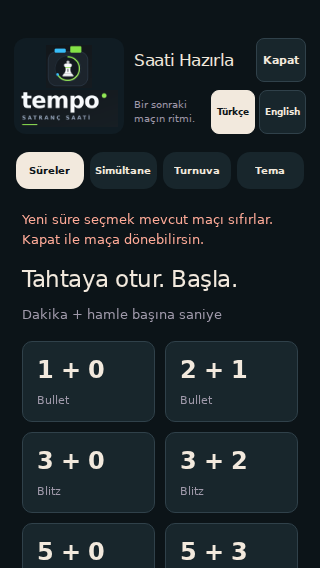 tempo
SATRANÇ SAATİ
Saati Hazırla
Kapat
Bir sonraki
maçın ritmi.
Türkçe
English
Süreler
Simültane
Turnuva
Tema
Yeni süre seçmek mevcut maçı sıfırlar.
Kapat ile maça dönebilirsin.
Tahtaya otur. Başla.
Dakika + hamle başına saniye
1 + 0
Bullet
2 + 1
Bullet
3 + 0
Blitz
3 + 2
Blitz
5 + 0
5 + 3